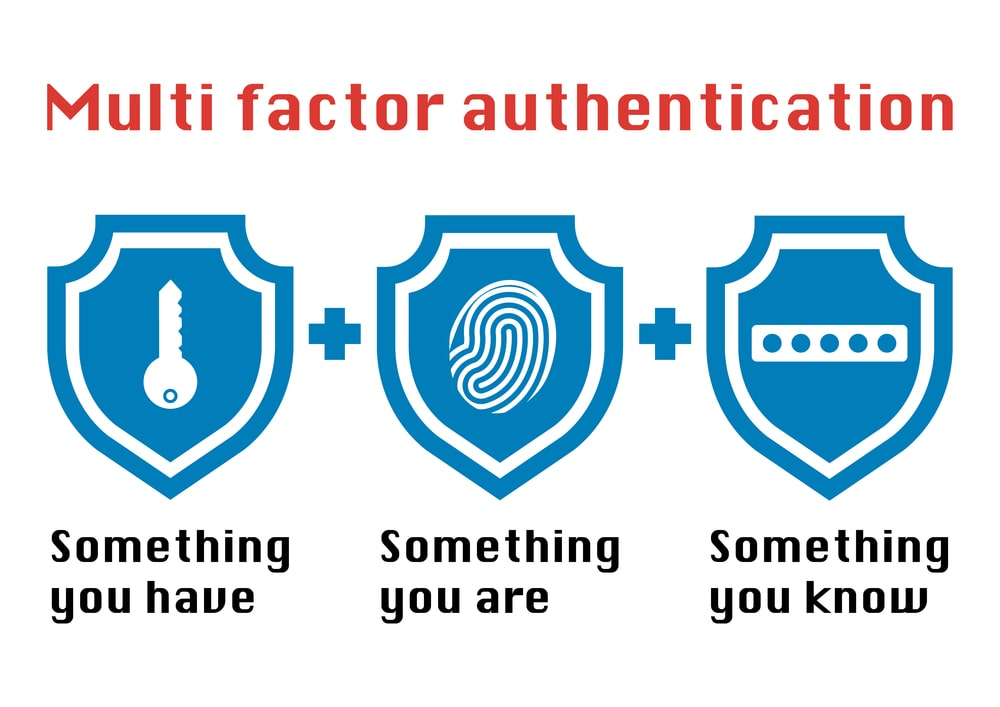 Multi factor authentication
Something
you have
Something
you are
Something
you know